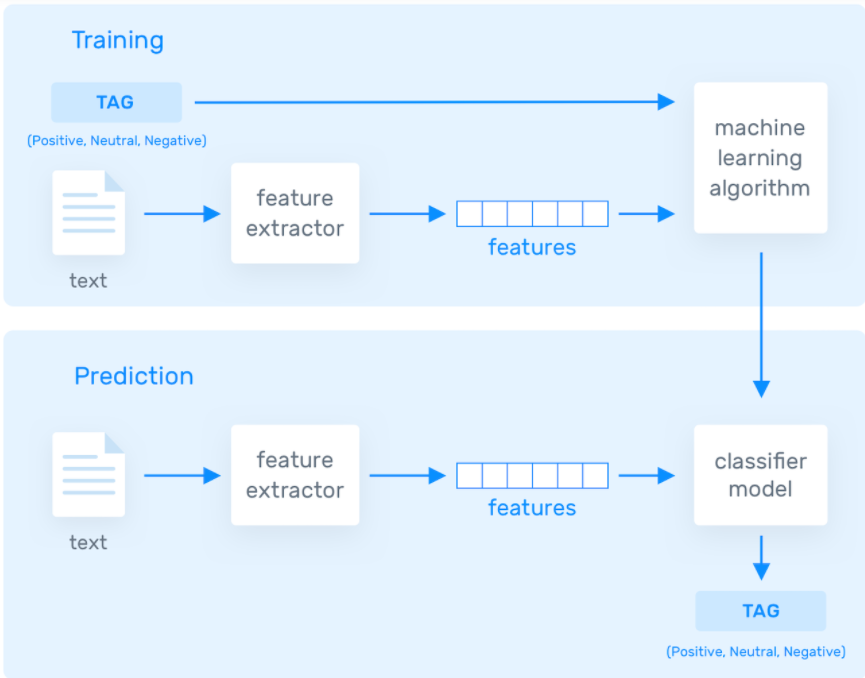 Training
TAG
(Positive, Neutral, Negative)
text
feature
extractor
features
machine
learning
algorithm
Prediction
text
feature
extractor
features
classifier
model
TAG
(Positive, Neutral, Negative)